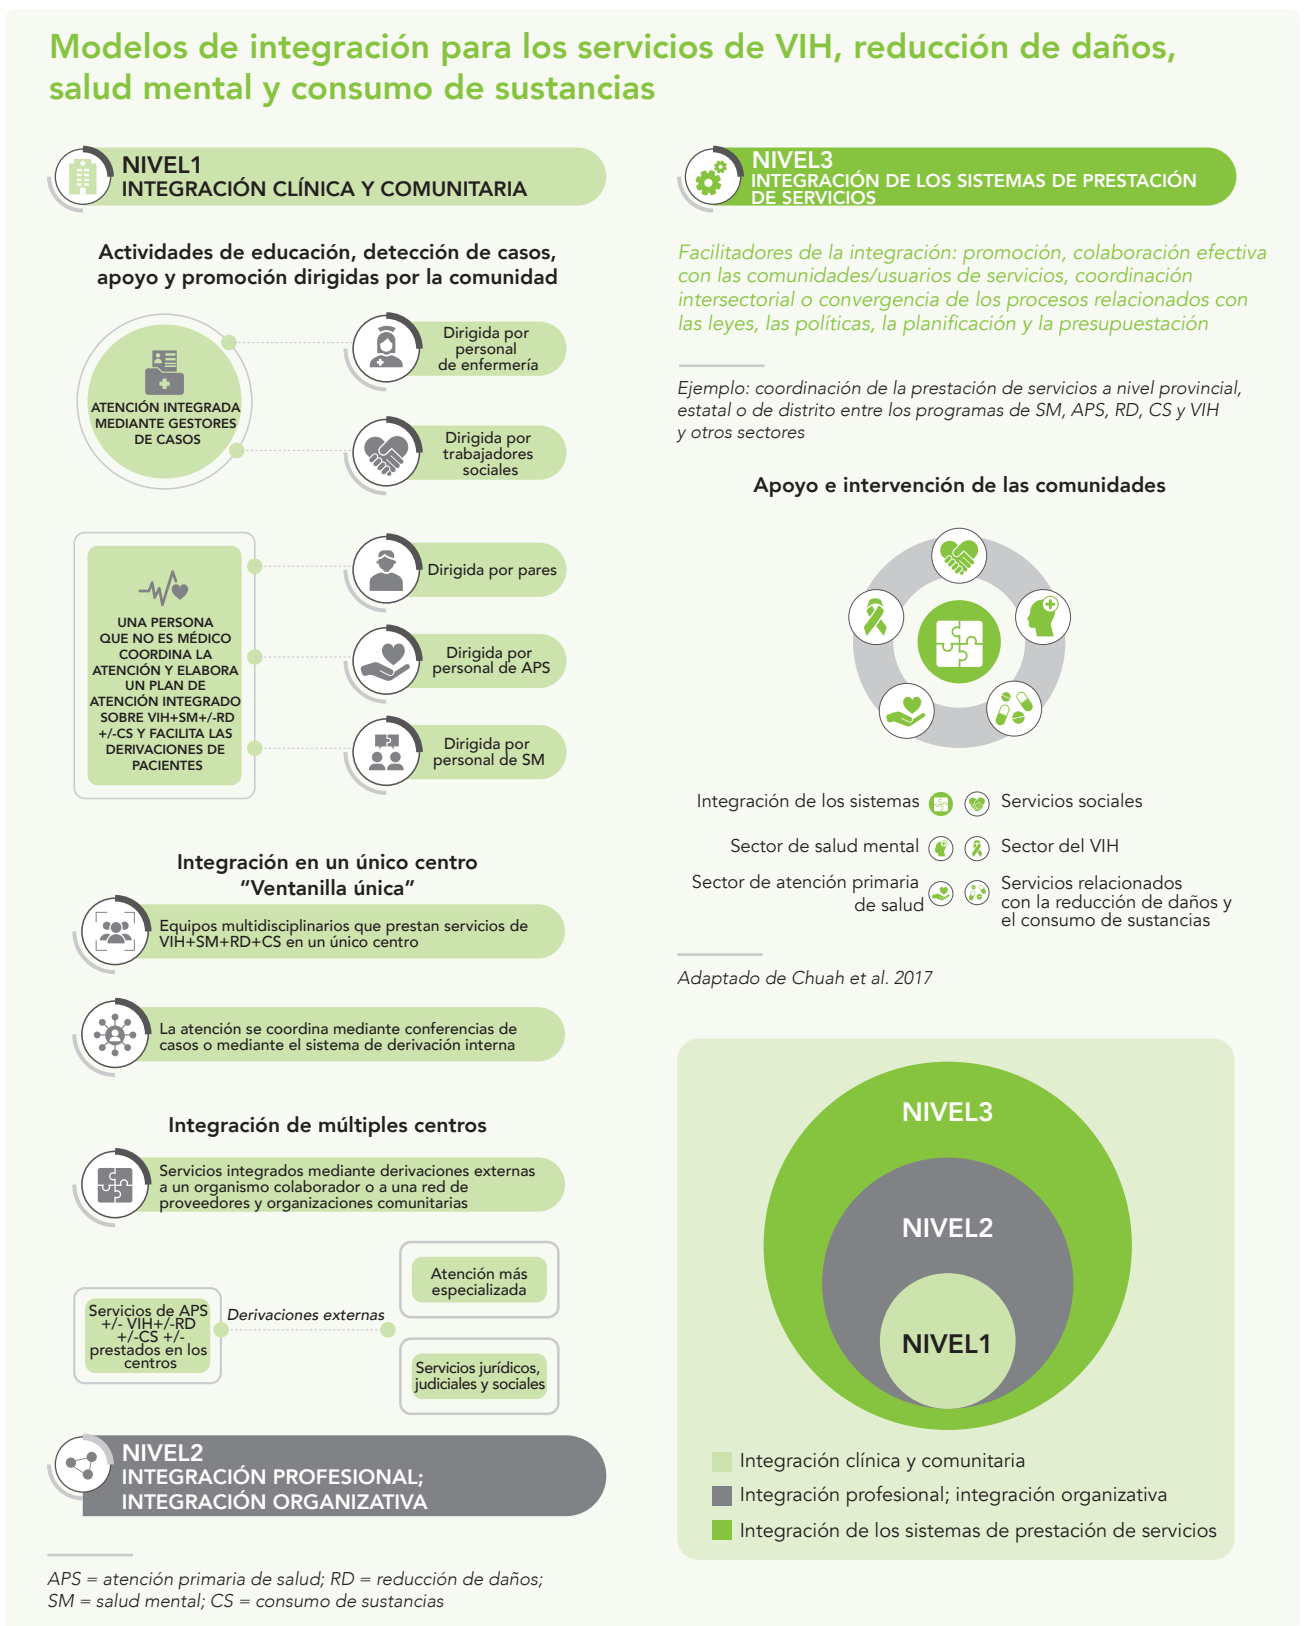 Modelos de integración para los servicios de VIH, reducción de daños,
salud mental y consumo de sustancias
NIVEL1
INTEGRACIÓN CLÍNICA Y COMUNITARIA
Actividades de educación, detección de casos,
apoyo y promoción dirigidas por la comunidad
ATENCIÓN INTEGRADA
MEDIANTE GESTORES
DE CASOS
Dirigida por
personal
de enfermería
Dirigida por
trabajadores
sociales
UNA PERSONA
QUE NO ES MÉDICO
COORDINA LA
ATENCIÓN Y ELABORA
UN PLAN DE
ATENCIÓN INTEGRADO
SOBRE VIH+SM+/-RD
+/-CS Y FACILITA LAS
DERIVACIONES DE
PACIENTES
Dirigida por pares
Dirigida por
personal de APS
Dirigida por
personal de SM
Integración en un único centro
“Ventanilla única”
Equipos multidisciplinarios que prestan servicios de
VIH+SM+RD+CS en un único centro
La atención se coordina mediante conferencias de
casos o mediante el sistema de derivación interna
Integración de múltiples centros
Servicios integrados mediante derivaciones externas
a un organismo colaborador o a una red de
proveedores y organizaciones comunitarias
Servicios de APS
+/- VIH+/-RD
+/-CS +/-
prestados en los
centros
Derivaciones externas
Atención más
especializada
Servicios jurídicos,
judiciales y sociales
NIVEL2
INTEGRACIÓN PROFESIONAL;
INTEGRACIÓN ORGANIZATIVA
APS = atención primaria de salud; RD = reducción de daños;
SM = salud mental; CS = consumo de sustancias
NIVEL3
INTEGRACIÓN DE LOS SISTEMAS DE PRESTACIÓN
DE SERVICIOS
Facilitadores de la integración: promoción, colaboración efectiva
con las comunidades/usuarios de servicios, coordinación
intersectorial o convergencia de los procesos relacionados con
las leyes, las políticas, la planificación y la presupuestación
Ejemplo: coordinación de la prestación de servicios a nivel provincial,
estatal o de distrito entre los programas de SM, APS, RD, CS y VIH
y otros sectores
Apoyo e intervención de las comunidades
Integración de los sistemas
Servicios sociales
Sector de salud mental
Sector del VIH
Sector de atención primaria
de salud
Servicios relacionados
con la reducción de daños y
el consumo de sustancias
Adaptado de Chuah et al. 2017
NIVEL3
NIVEL2
NIVEL1
Integración clínica y comunitaria
Integración profesional; integración organizativa
Integración de los sistemas de prestación de servicios